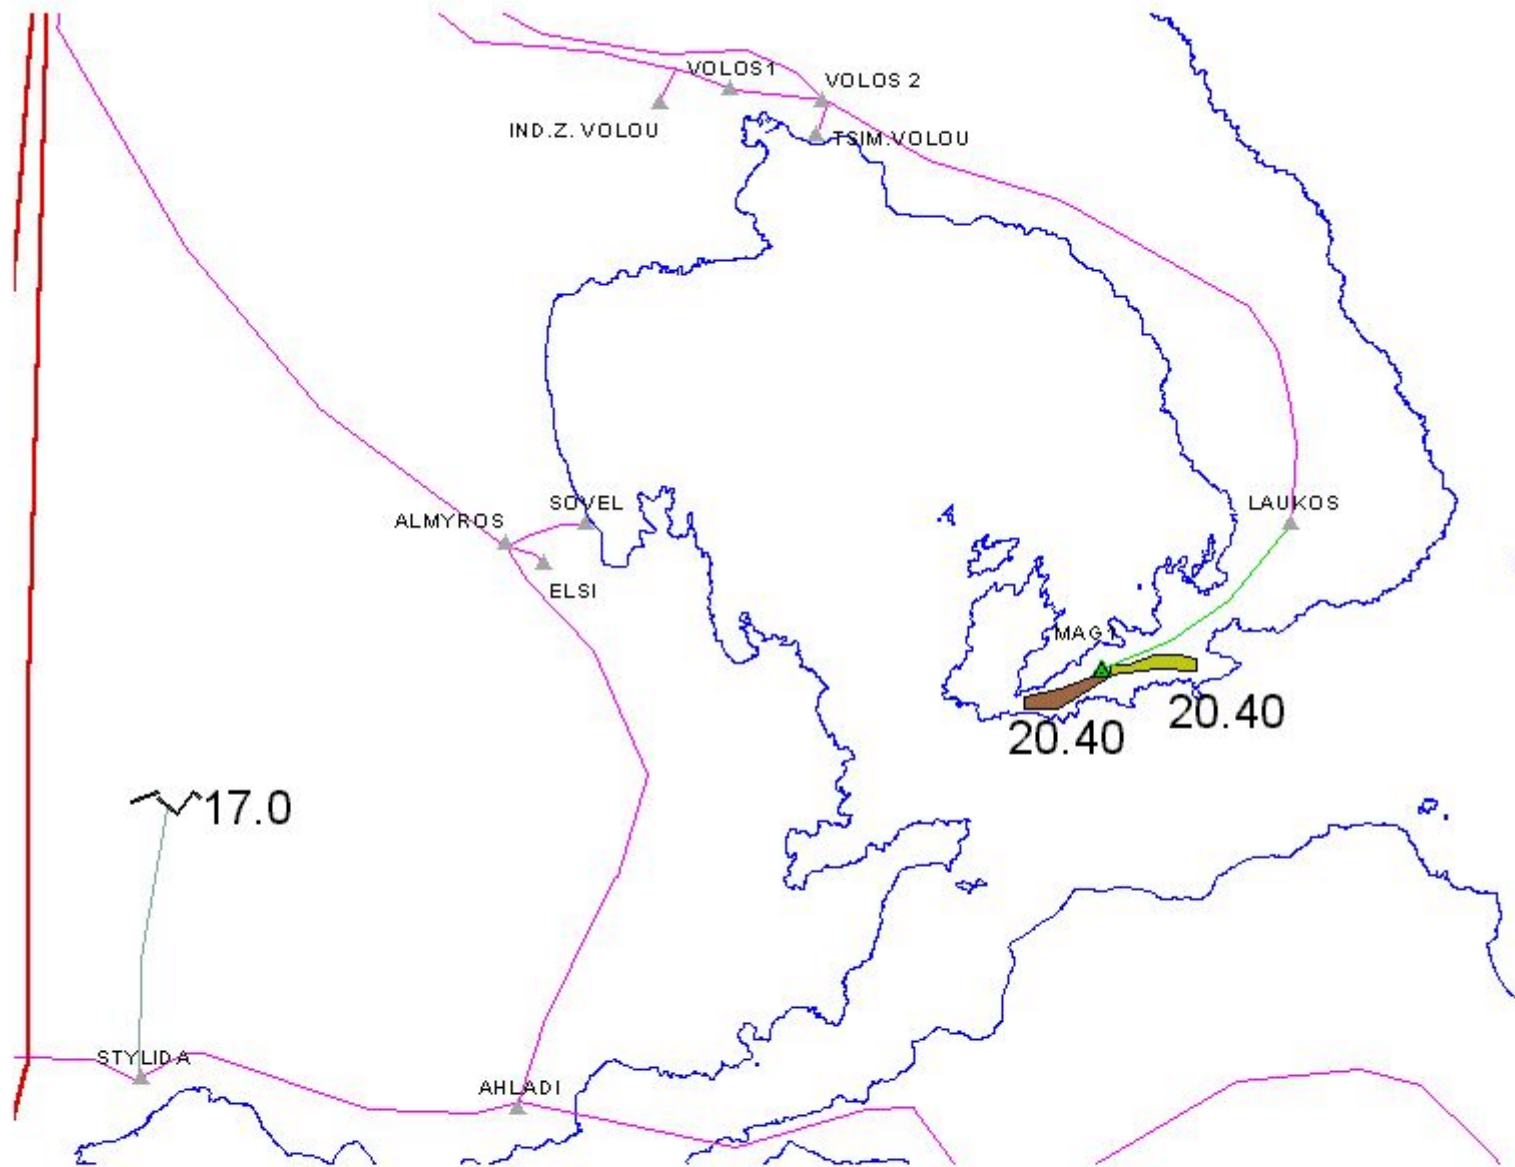 VOLOS1
VOLOS 2
IND.Z. VOLOU
TSIM.VOLOU
SOVEL
LAUKOS
ALMYROS
ELSI
MAG1
20.40
20.40
17.0
STYLIDA
AHLADI